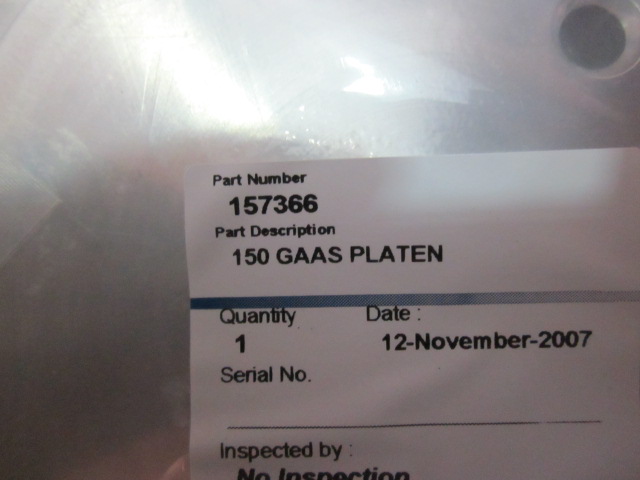 Part Number
157366
Part Description
150 GAAS PLATEN
Quantity Date :
1 12-November-2007
Serial No.
Inspected by :
No Inspection